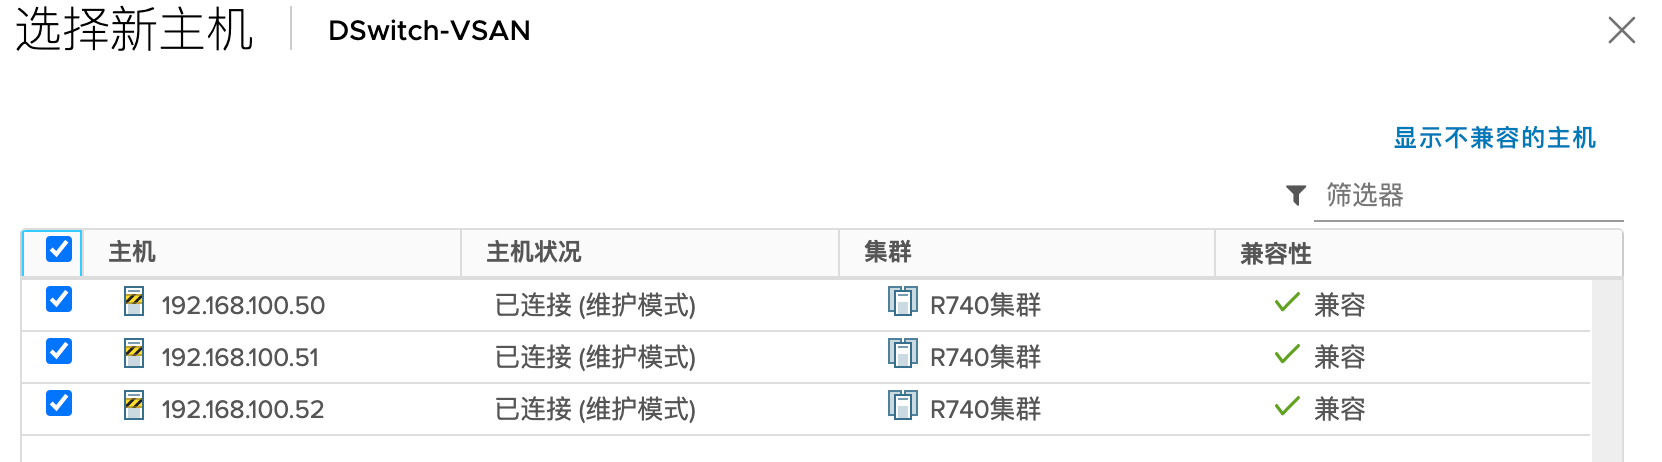 选择新主机 DSwitch-VSAN
显示不兼容的主机
筛选器
主机 主机状况 集群 兼容性
192.168.100.50 已连接 (维护模式) R740集群 兼容
192.168.100.51 已连接 (维护模式) R740集群 兼容
192.168.100.52 已连接 (维护模式) R740集群 兼容